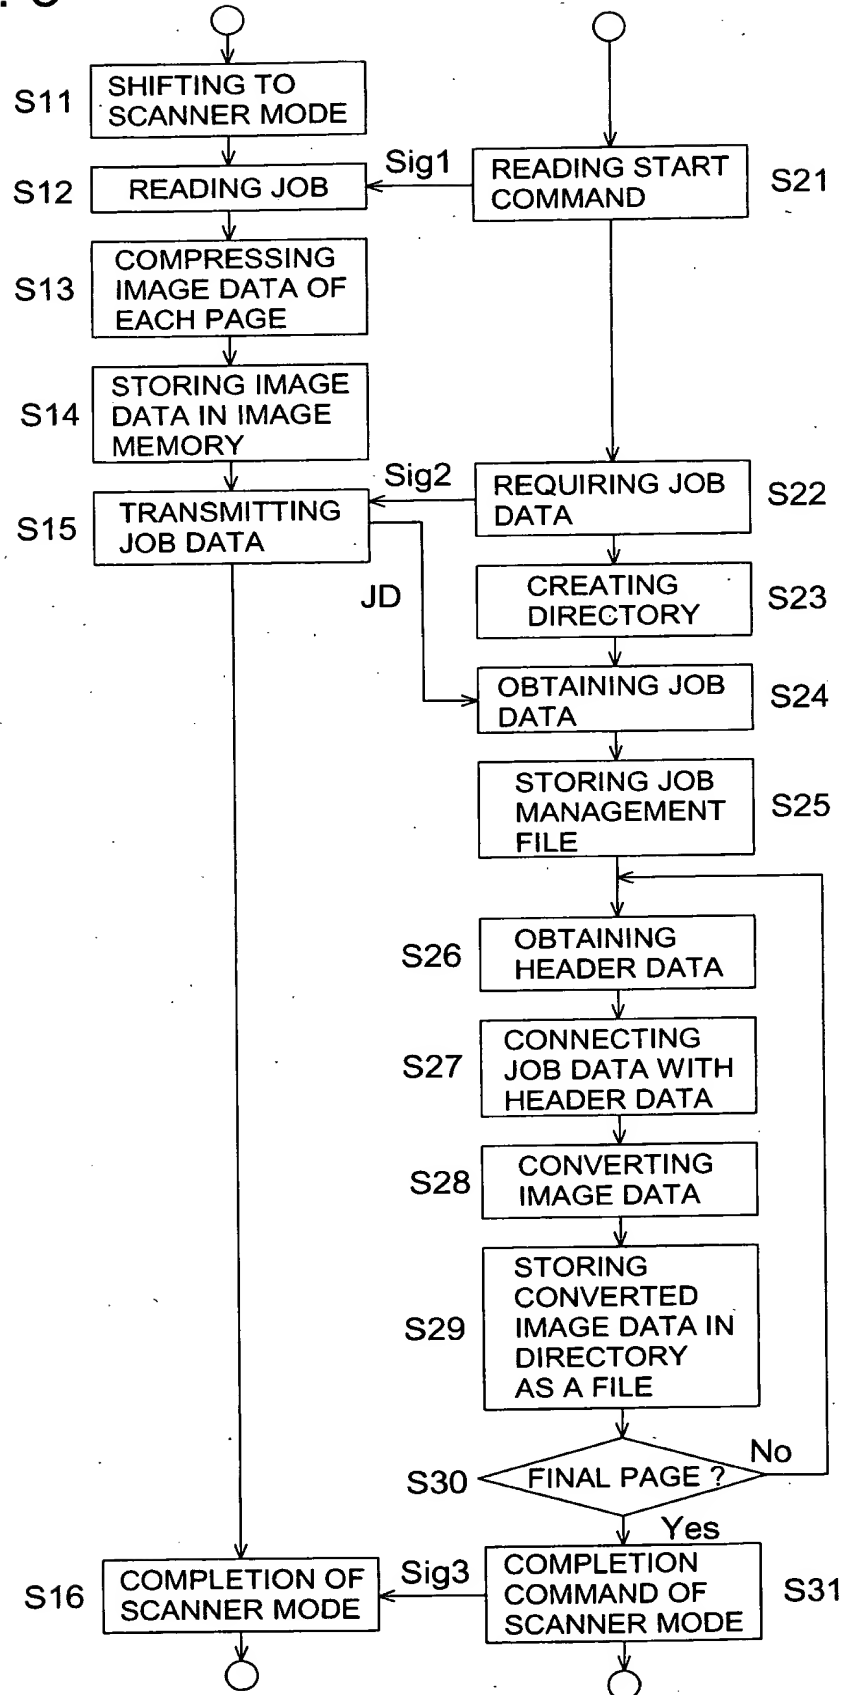 S11
SHIFTING TO
SCANNER MODE
S12
READING JOB
Sig1
READING START
COMMAND
S21
S13
COMPRESSING
IMAGE DATA OF
EACH PAGE
S14
STORING IMAGE
DATA IN IMAGE
MEMORY
S15
TRANSMITTING
JOB DATA
Sig2
REQUIRING JOB
DATA
S22
JD
CREATING
DIRECTORY
S23
OBTAINING JOB
DATA
S24
STORING JOB
MANAGEMENT
FILE
S25
S26
OBTAINING
HEADER DATA
S27
CONNECTING
JOB DATA WITH
HEADER DATA
S28
CONVERTING
IMAGE DATA
S29
STORING
CONVERTED
IMAGE DATA IN
DIRECTORY
AS A FILE
S30
FINAL PAGE ?
No
Yes
S16
COMPLETION OF
SCANNER MODE
Sig3
COMPLETION
COMMAND OF
SCANNER MODE
S31